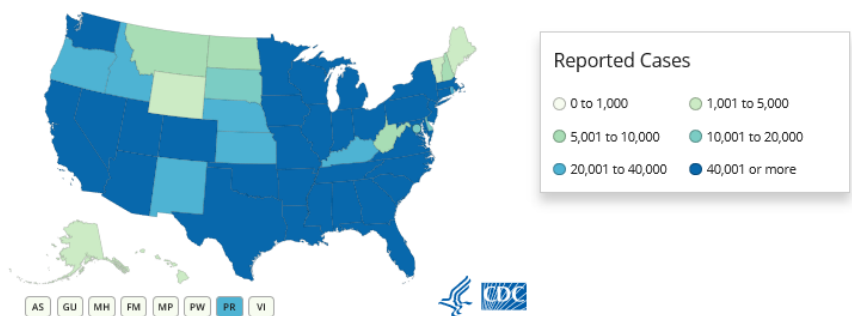 Reported Cases
0 to 1,000 1,001 to 5,000
5,001 to 10,000 10,001 to 20,000
20,001 to 40,000 40,001 or more
AS GU MH FM MP PW PR VI
CDC